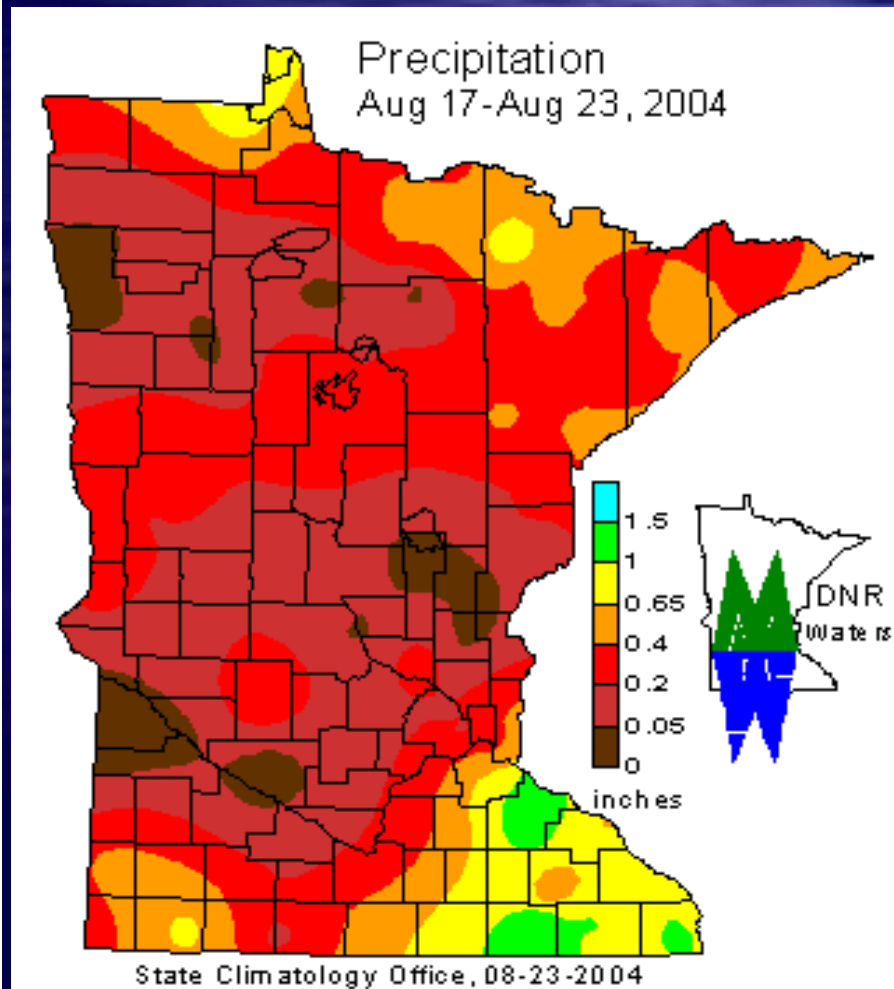 Precipitation
Aug 17-Aug 23, 2004
1.5
1
0.65
0.4
0.2
0.05
0
inches
DNR
Waters
State Climatology Office, 08-23-2004